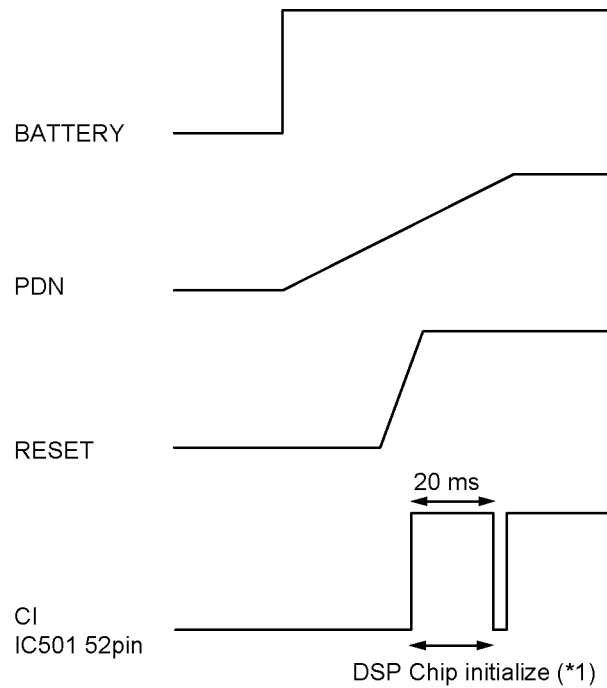 BATTERY
PDN
RESET
20 ms
CI
IC501 52pin
DSP Chip initialize (*1)